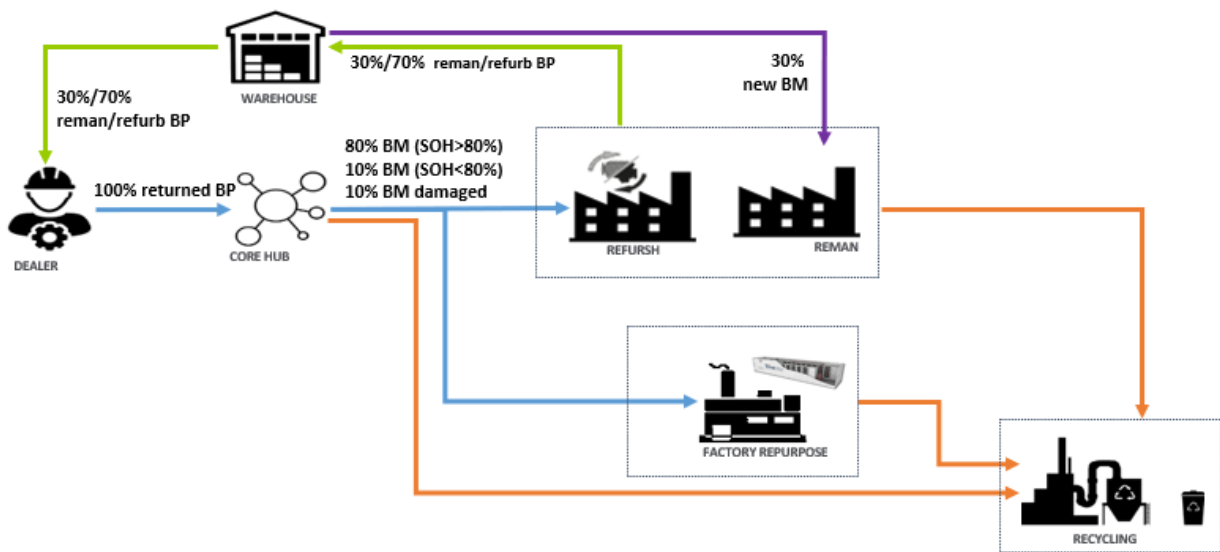 WAREHOUSE
30%/70% reman/refurb BP
30%
new BM
30%/70%
reman/refurb BP
80% BM (SOH>80%)
10% BM (SOH<80%)
10% BM damaged
100% returned BP
DEALER
CORE HUB
REFURSH
REMAN
FACTORY REPURPOSE
RECYCLING